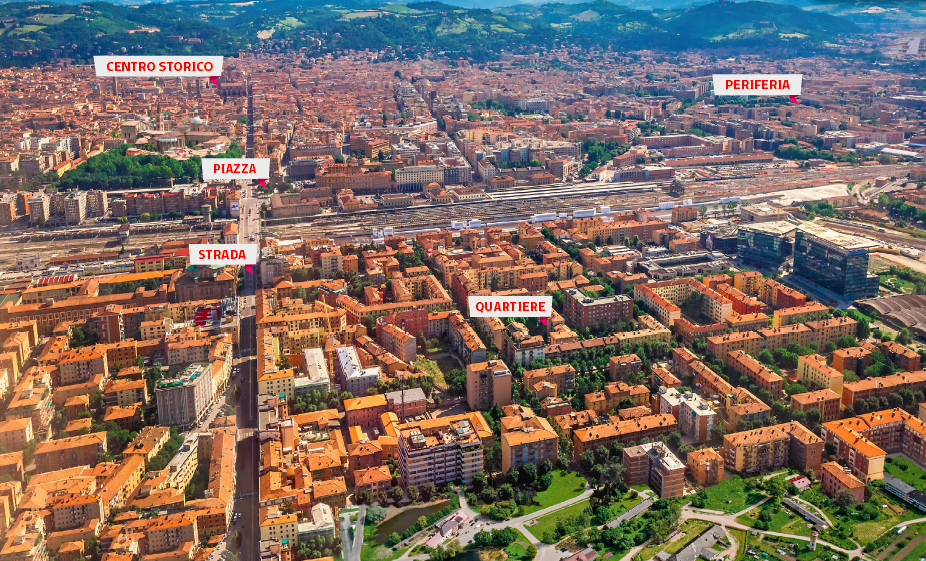 CENTRO STORICO
PERIFERIA
PIAZZA
STRADA
QUARTIERE